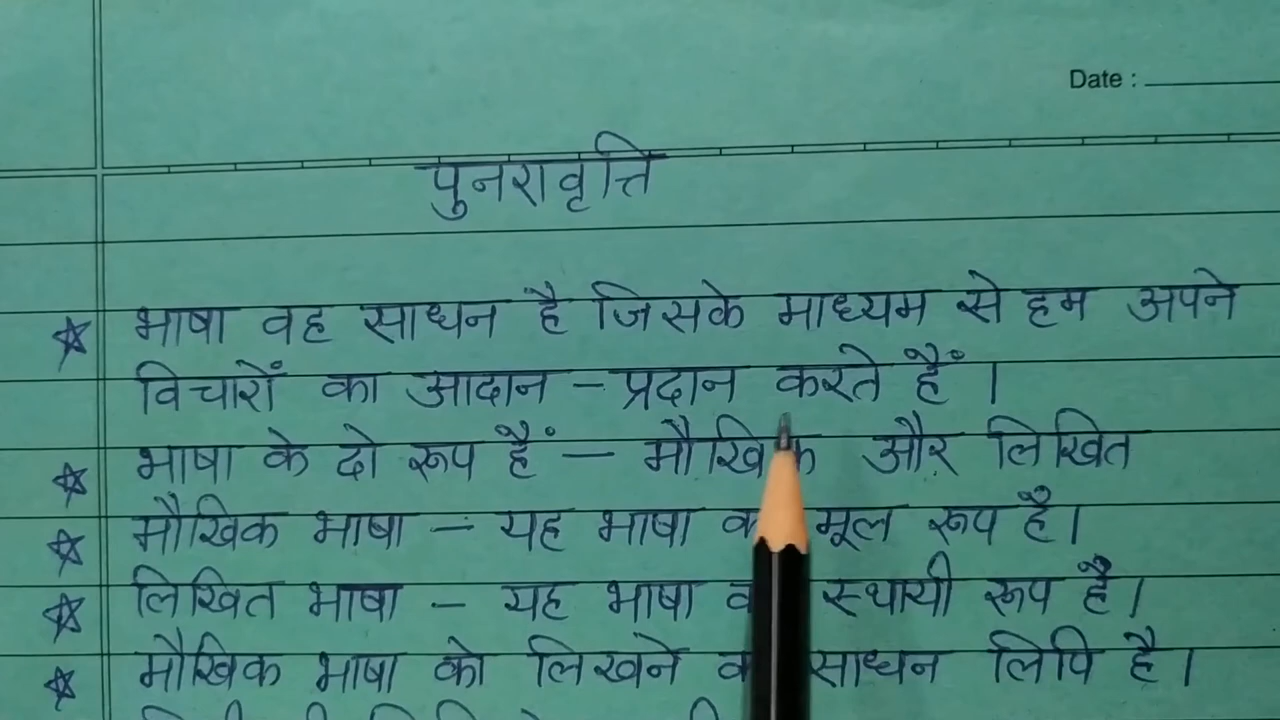 Date :
पुनरावृत्ति
भाषा वह साधन है जिसके माध्यम से हम अपने
विचारों का आदान - प्रदान करते हैं ।
भाषा के दो रूप हैं - मौखिक और लिखित
मौखिक भाषा - यह भाषा का मूल रूप है।
लिखित भाषा - यह भाषा का स्थायी रूप है।
मौखिक भाषा को लिखने का साधन लिपि है।